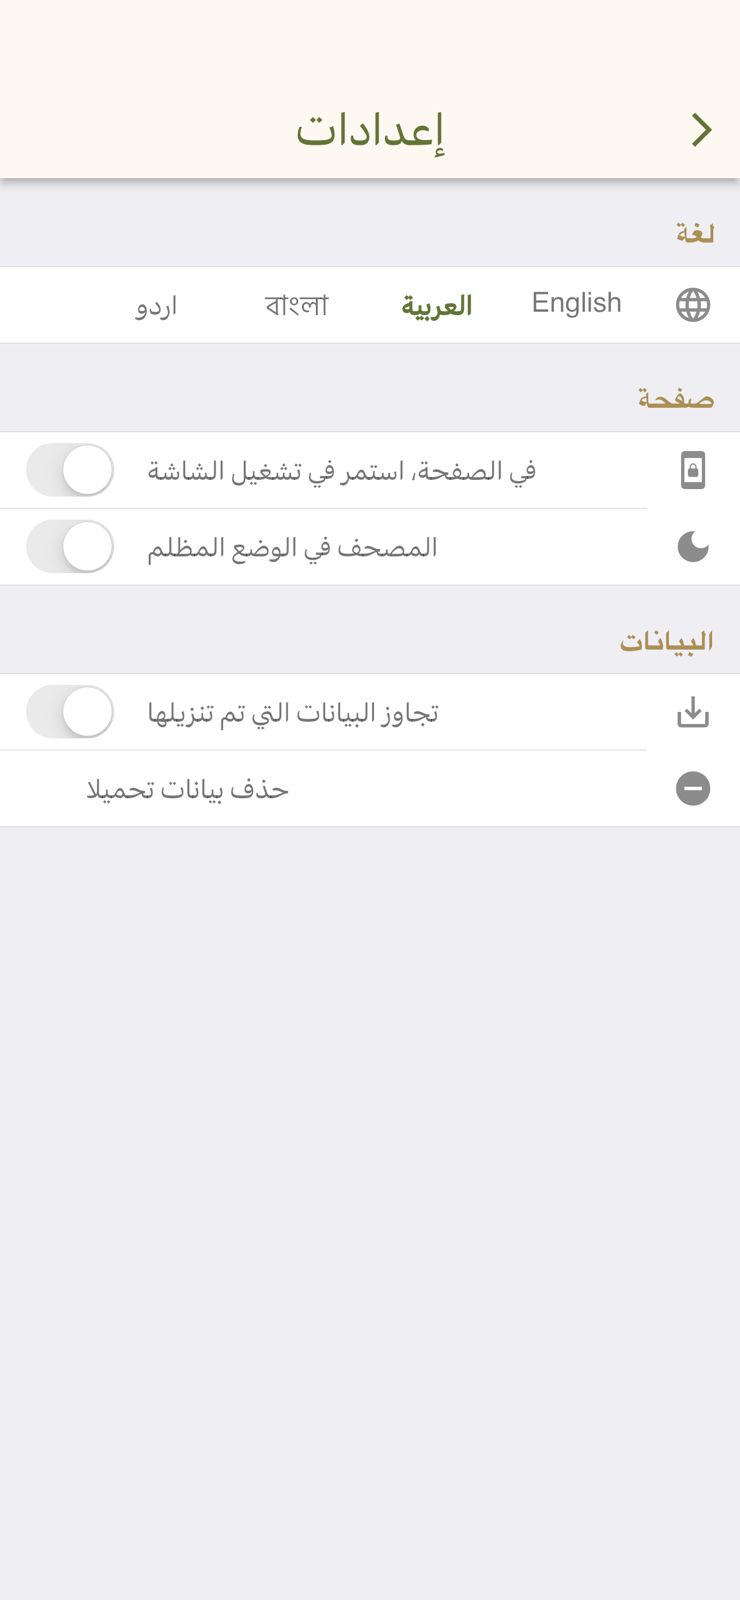 إعدادات
لغة
English العربية বাংলা اردو
صفحة
في الصفحة، استمر في تشغيل الشاشة
المصحف في الوضع المظلم
البيانات
تجاوز البيانات التي تم تنزيلها
حذف بيانات تحميلا